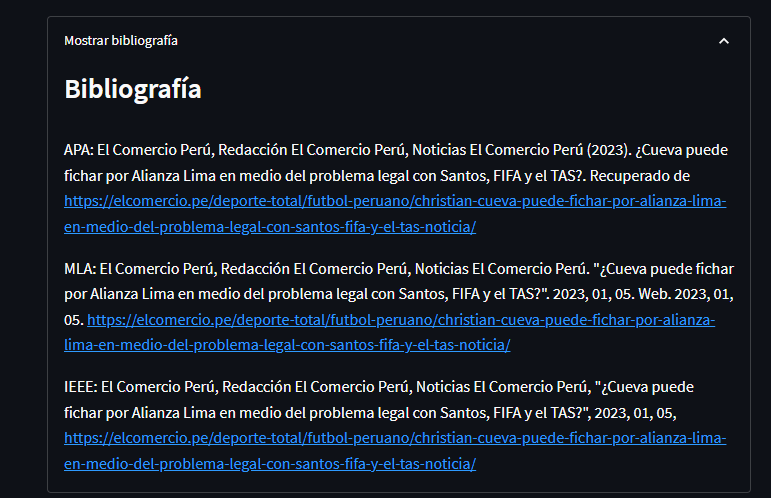 Mostrar bibliografía
Bibliografía
APA: El Comercio Perú, Redacción El Comercio Perú, Noticias El Comercio Perú (2023). ¿Cueva puede
fichar por Alianza Lima en medio del problema legal con Santos, FIFA y el TAS?. Recuperado de
https://elcomercio.pe/deporte-total/futbol-peruano/christian-cueva-puede-fichar-por-alianza-lima-
en-medio-del-problema-legal-con-santos-fifa-y-el-tas-noticia/
MLA: El Comercio Perú, Redacción El Comercio Perú, Noticias El Comercio Perú. "¿Cueva puede fichar
por Alianza Lima en medio del problema legal con Santos, FIFA y el TAS?". 2023, 01, 05. Web. 2023, 01,
05. https://elcomercio.pe/deporte-total/futbol-peruano/christian-cueva-puede-fichar-por-alianza-
lima-en-medio-del-problema-legal-con-santos-fifa-y-el-tas-noticia/
IEEE: El Comercio Perú, Redacción El Comercio Perú, Noticias El Comercio Perú, "¿Cueva puede
fichar por Alianza Lima en medio del problema legal con Santos, FIFA y el TAS?", 2023, 01, 05,
https://elcomercio.pe/deporte-total/futbol-peruano/christian-cueva-puede-fichar-por-alianza-lima-
en-medio-del-problema-legal-con-santos-fifa-y-el-tas-noticia/